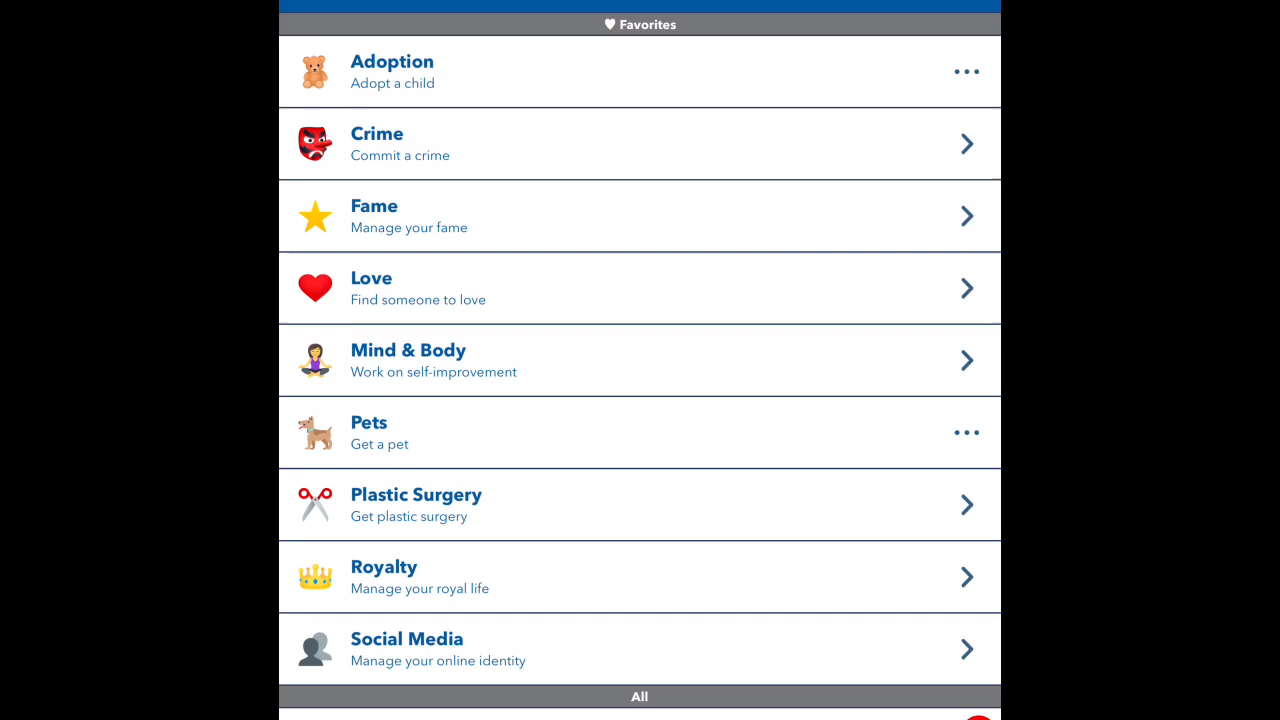 ♥ Favorites
Adoption
Adopt a child
Crime
Commit a crime
Fame
Manage your fame
Love
Find someone to love
Mind & Body
Work on self-improvement
Pets
Get a pet
Plastic Surgery
Get plastic surgery
Royalty
Manage your royal life
Social Media
Manage your online identity
All